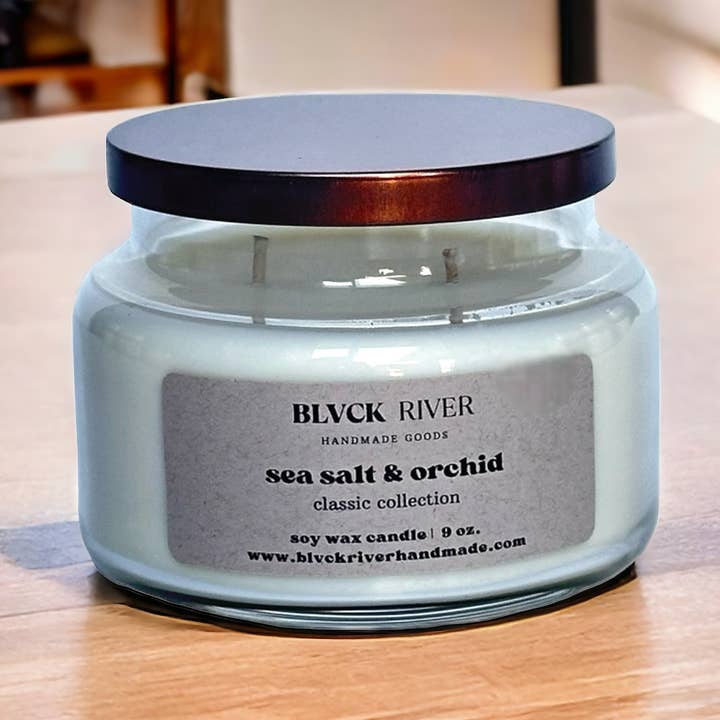 BLVCK RIVER
HANDMADE GOODS
sea salt & orchid
classic collection
soy wax candle | 9 oz.
www.blvckriverhandmade.com